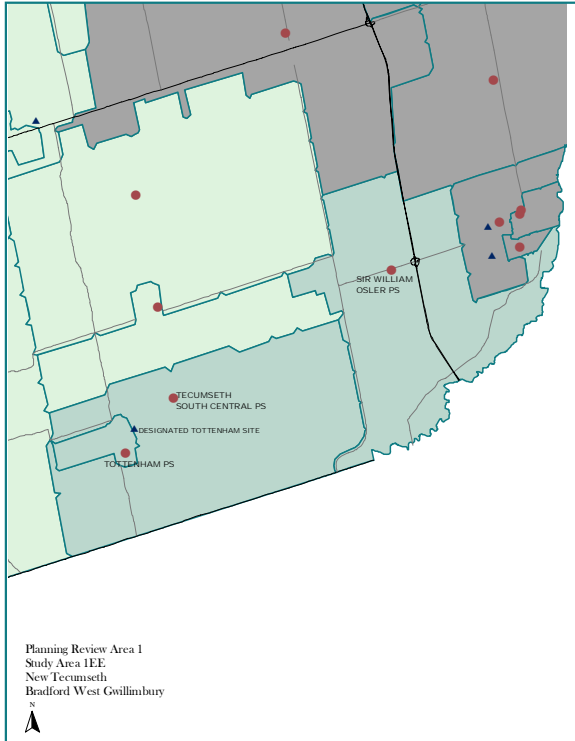 SIR WILLIAM
OSLER PS
TECUMSETH
SOUTH CENTRAL PS
DESIGNATED TOTTENHAM SITE
TOTTENHAM PS
Planning Review Area 1
Study Area 1EE
New Tecumseth
Bradford West Gwillimbury
N